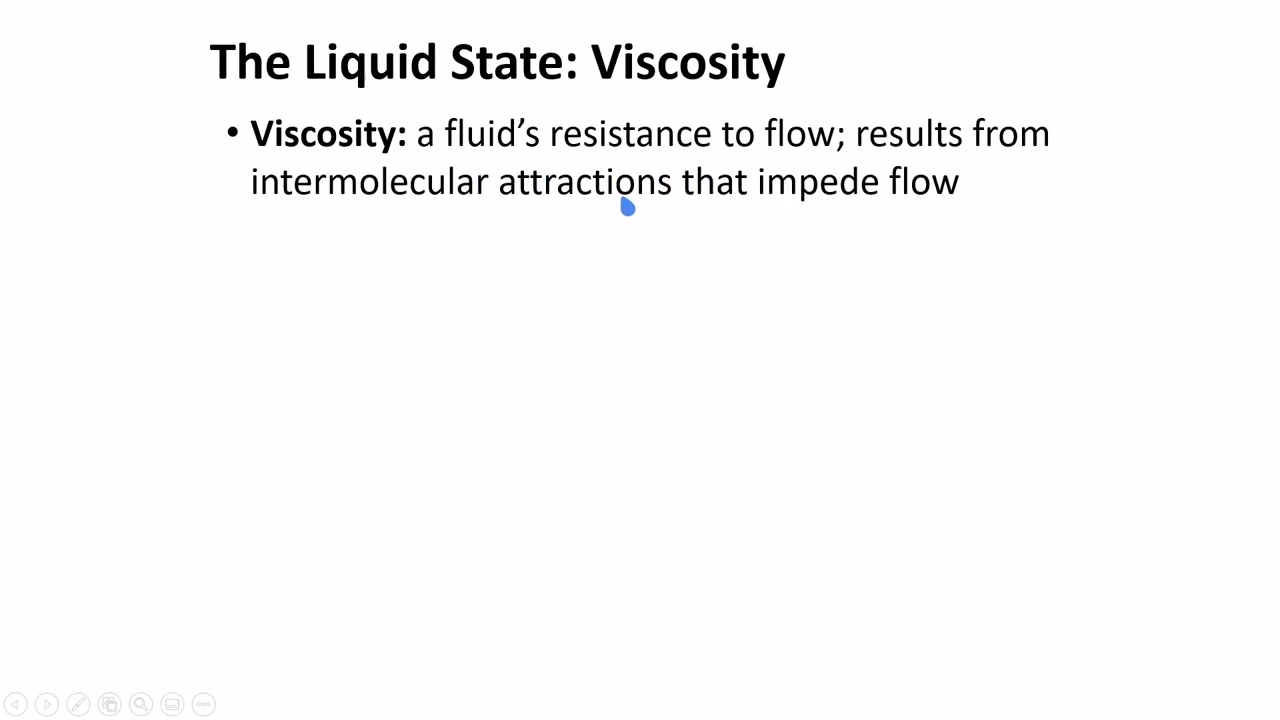 The Liquid State: Viscosity
• Viscosity: a fluid’s resistance to flow; results from
intermolecular attractions that impede flow